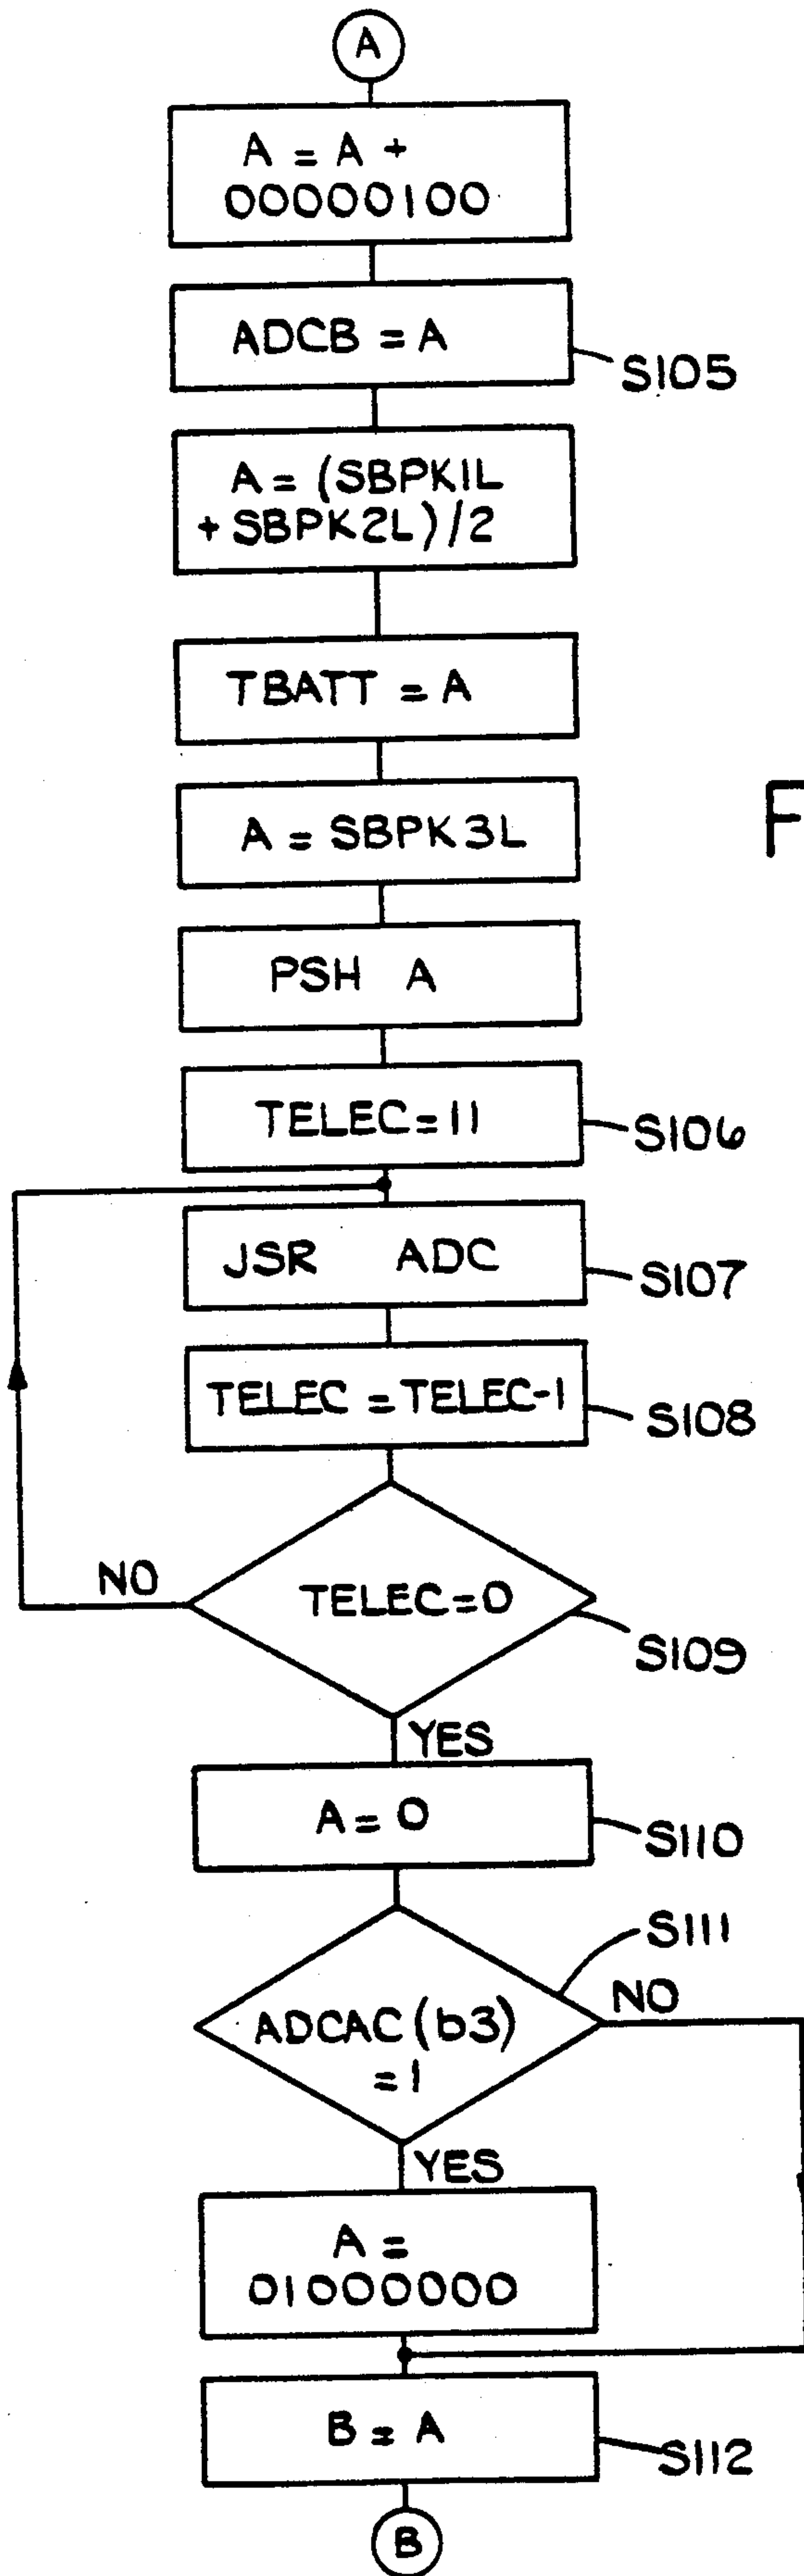 A
A = A +
00000100
ADCB = A
S105
A = (SBPK1L
+ SBPK2L)/2
TBATT = A
A = SBPK3L
F
PSH A
TELEC=11
S106
JSR ADC
S107
TELEC = TELEC-1
S108
NO
TELEC=0
S109
YES
A = 0
S110
S111
NO
ADCAC(b3)
=1
YES
A =
01000000
B = A
S112
B